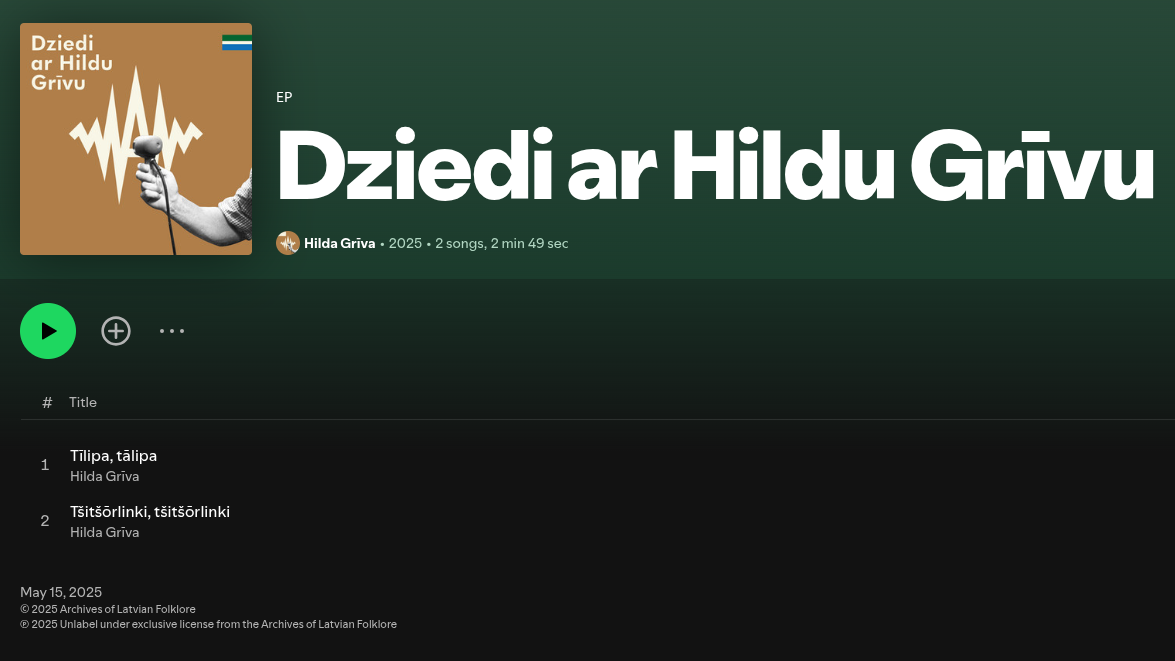 Dziedi
ar Hildu
Grīvu
EP
Dziedi ar Hildu Grīvu
Hilda Grīva • 2025 • 2 songs, 2 min 49 sec
# Title
1
Tīlipa, tālipa
Hilda Grīva
2
Tšitšōrlinki, tšitšōrlinki
Hilda Grīva
May 15, 2025
© 2025 Archives of Latvian Folklore
℗ 2025 Unlabel under exclusive license from the Archives of Latvian Folklore